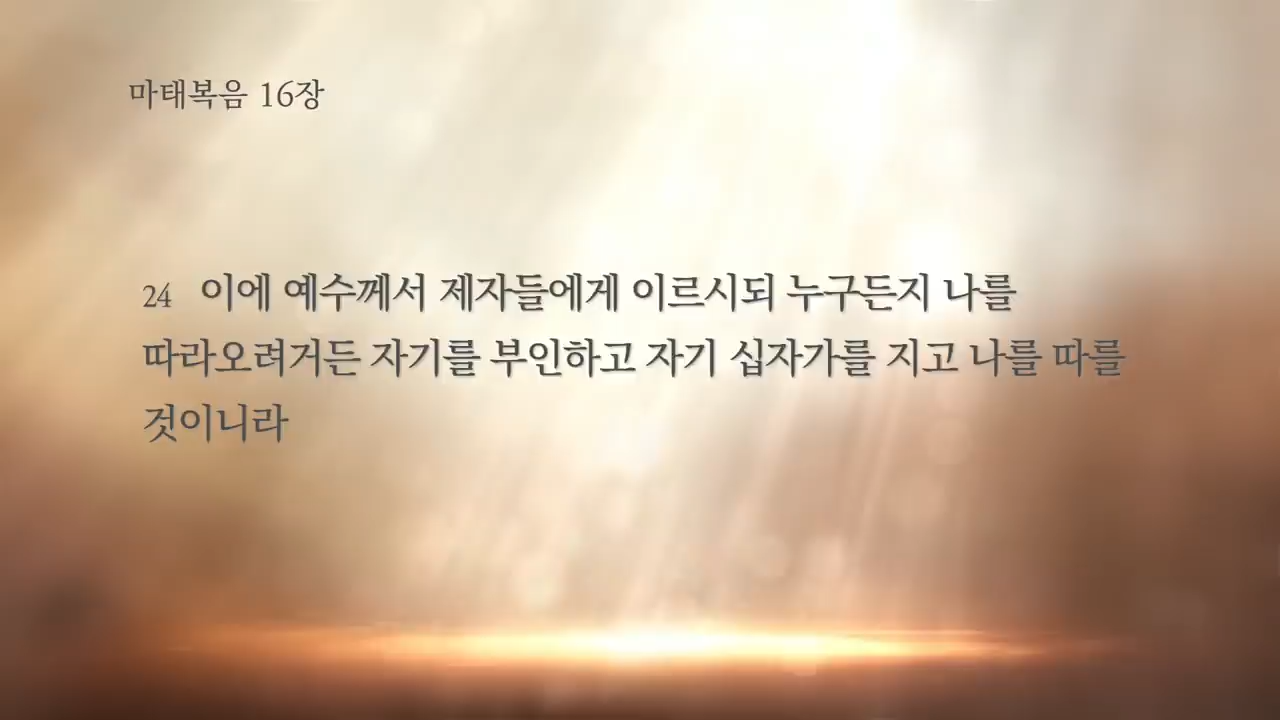 마태복음 16장
24 이에 예수께서 제자들에게 이르시되 누구든지 나를
따라오려거든 자기를 부인하고 자기 십자가를 지고 나를 따를
것이니라